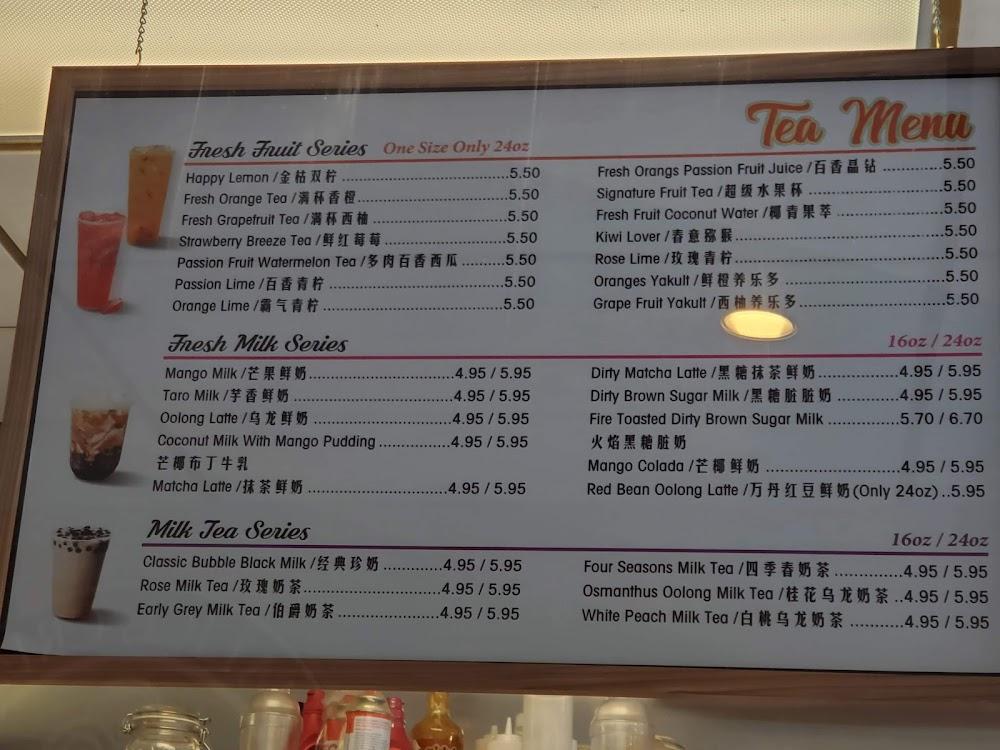 Tea Menu
Fresh Fruit Series One Size Only 24oz
Happy Lemon /金桔双柠 ........................................5.50
Fresh Orange Tea /满杯香橙.....................................5.50
Fresh Grapefruit Tea /满杯西柚 .................................5.50
Strawberry Breeze Tea /鲜红莓莓.............................5.50
Passion Fruit Watermelon Tea /多肉百香西瓜 ..........5.50
Passion Lime /百香青柠 ..........................................5.50
Orange Lime /霸气青柠 ...........................................5.50
Fresh Orangs Passion Fruit Juice /百香晶钻 ..............5.50
Signature Fruit Tea /超级水果杯 ................................5.50
Fresh Fruit Coconut Water /椰青果萃 .........................5.50
Kiwi Lover /春意猕猴..................................................5.50
Rose Lime /玫瑰青柠..................................................5.50
Oranges Yakult /鲜橙养乐多 ......................................5.50
Grape Fruit Yakult /西柚养乐多 ...................................5.50
Fresh Milk Series
16oz / 24oz
Mango Milk /芒果鲜奶..................................4.95 / 5.95
Taro Milk /芋香鲜奶 .....................................4.95 / 5.95
Oolong Latte /乌龙鲜奶 .................................4.95 / 5.95
Coconut Milk With Mango Pudding .................4.95 / 5.95
芒椰布丁牛乳
Matcha Latte /抹茶鲜奶 .................................4.95 / 5.95
Dirty Matcha Latte /黑糖抹茶鲜奶...................4.95 / 5.95
Dirty Brown Sugar Milk /黑糖脏脏奶 ................4.95 / 5.95
Fire Toasted Dirty Brown Sugar Milk .................5.70 / 6.70
火焰黑糖脏奶
Mango Colada /芒椰鲜奶 ................................4.95 / 5.95
Red Bean Oolong Latte /万丹红豆鲜奶(Only 24oz) ..5.95
Milk Tea Series
16oz / 24oz
Classic Bubble Black Milk /经典珍奶 ..............4.95 / 5.95
Rose Milk Tea /玫瑰奶茶.................................4.95 / 5.95
Early Grey Milk Tea /伯爵奶茶 .........................4.95 / 5.95
Four Seasons Milk Tea /四季春奶茶 .................4.95 / 5.95
Osmanthus Oolong Milk Tea /桂花乌龙奶茶 ..4.95 / 5.95
White Peach Milk Tea /白桃乌龙奶茶 .............4.95 / 5.95